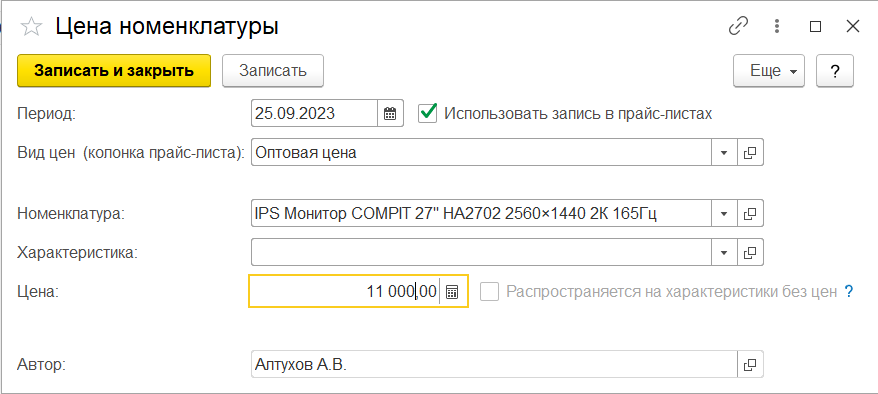 Цена номенклатуры
Записать и закрыть Записать Еще ?
Период: 25.09.2023 Использовать запись в прайс-листах
Вид цен (колонка прайс-листа): Оптовая цена
Номенклатура: IPS Монитор COMPIT 27" HA2702 2560×1440 2К 165Гц
Характеристика:
Цена: 11 000,00 Распространяется на характеристики без цен ?
Автор: Алтухов А.В.